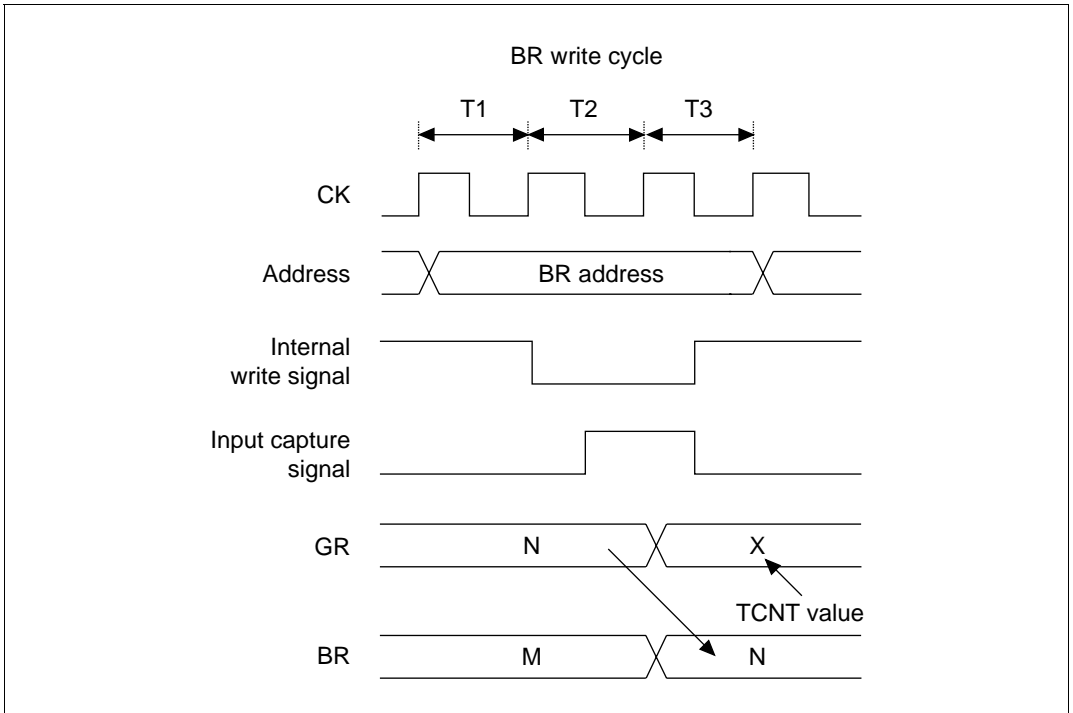 BR write cycle
T1 T2 T3
CK
Address BR address
Internal
write signal
Input capture
signal
GR N X
TCNT value
BR M N